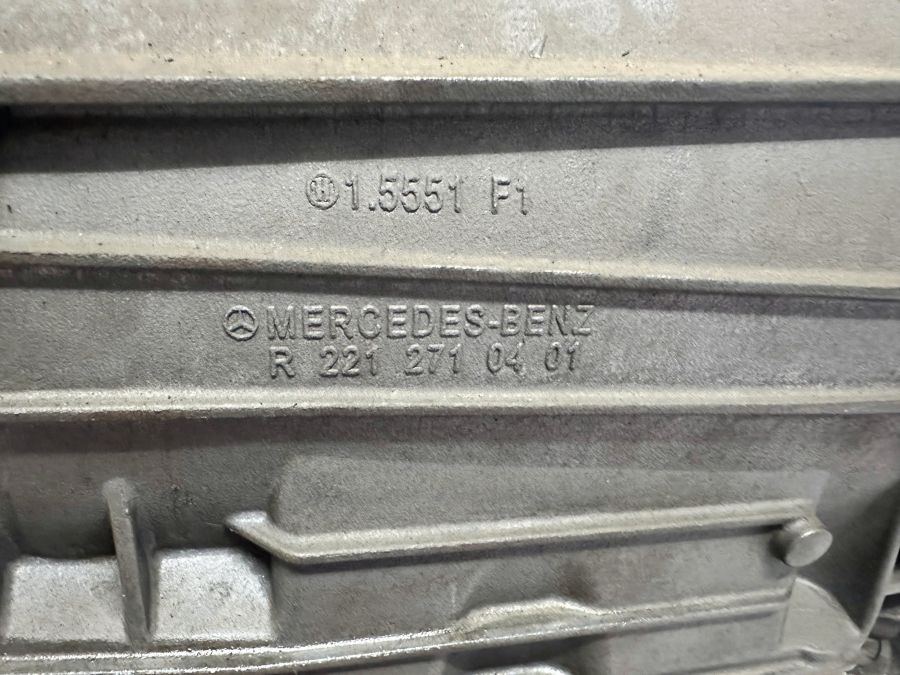 H 1.5551 F1
MERCEDES-BENZ
R 221 271 04 01